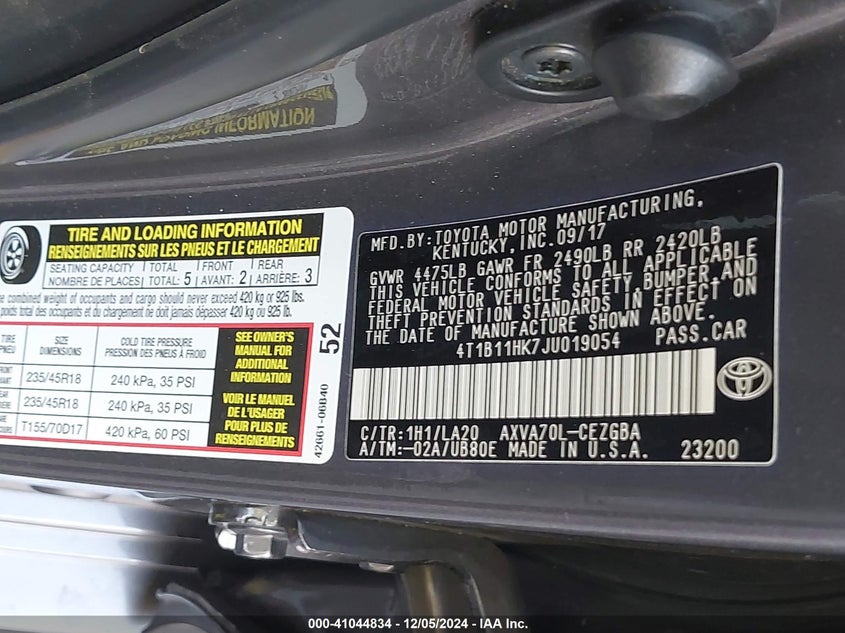 TIRE AND LOADING INFORMATION
RENSEIGNEMENTS SUR LES PNEUS ET LE CHARGEMENT
SEATING CAPACITY TOTAL FRONT REAR
NOMBRE DE PLACES TOTAL: 5 AVANT: 2 ARRIÈRE: 3
combined weight of occupants and cargo should never exceed 420 kg or 925 lbs.
poids total des occupants et du chargement ne doit jamais dépasser 420 kg ou 925 lb.
TIRE SIZE COLD TIRE PRESSURE
PNEU DIMENSIONS PRESSION DES PNEUS À FROID
235/45R18 240 kPa, 35 PSI
235/45R18 240 kPa, 35 PSI
T155/70D17 420 kPa, 60 PSI
SEE OWNER'S
MANUAL FOR
ADDITIONAL
INFORMATION
VOIR LE MANUEL
DE L'USAGER
POUR PLUS DE
RENSEIGNEMENTS
52
42661-06B40
MFD.BY:TOYOTA MOTOR MANUFACTURING,
KENTUCKY, INC.09/17
GVWR 4475LB GAWR FR 2490LB RR 2420LB
THIS VEHICLE CONFORMS TO ALL APPLICABLE
FEDERAL MOTOR VEHICLE SAFETY,BUMPER,AND
THEFT PREVENTION STANDARDS IN EFFECT ON
THE DATE OF MANUFACTURE SHOWN ABOVE.
4T1B11HK7JU019054 PASS.CAR
C/TR:1H1/LA20 AXVA70L-CEZGBA
A/TM:-02A/UB80E MADE IN U.S.A. 23200
000-41044834 - 12/05/2024 - IAA Inc.